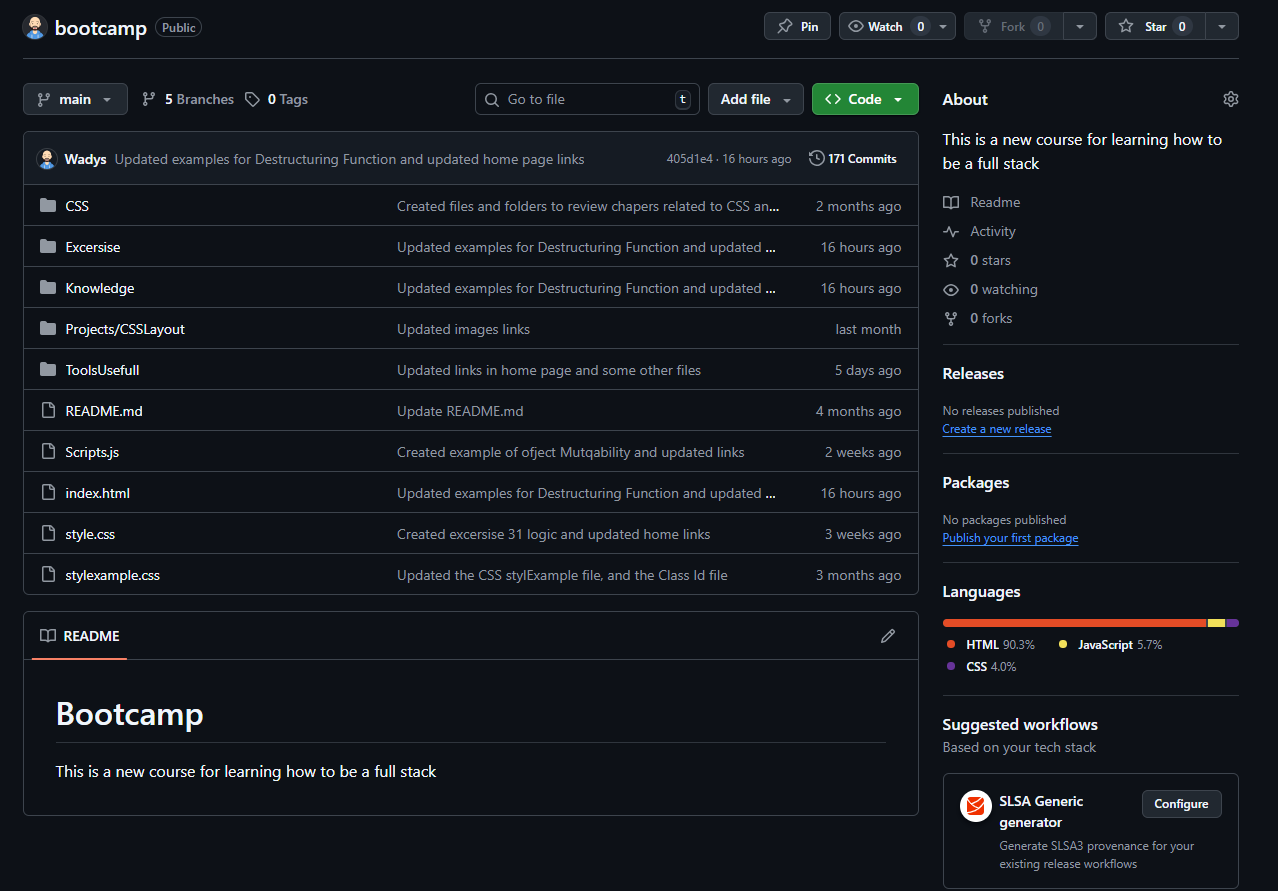 bootcamp Public Pin Watch 0 Fork 0 Star 0
main 5 Branches 0 Tags Go to file t Add file Code
Wadys Updated examples for Destructuring Function and updated home page links 405d1e4 · 16 hours ago 171 Commits
CSS Created files and folders to review chapers related to CSS an... 2 months ago
Excersise Updated examples for Destructuring Function and updated ... 16 hours ago
Knowledge Updated examples for Destructuring Function and updated ... 16 hours ago
Projects/CSSLayout Updated images links last month
ToolsUsefull Updated links in home page and some other files 5 days ago
README.md Update README.md 4 months ago
Scripts.js Created example of ofject Mutqability and updated links 2 weeks ago
index.html Updated examples for Destructuring Function and updated ... 16 hours ago
style.css Created excersise 31 logic and updated home links 3 weeks ago
stylexample.css Updated the CSS stylExample file, and the Class Id file 3 months ago
README
Bootcamp
This is a new course for learning how to be a full stack
About
This is a new course for learning how to
be a full stack
Readme
Activity
0 stars
0 watching
0 forks
Releases
No releases published
Create a new release
Packages
No packages published
Publish your first package
Languages
HTML 90.3% JavaScript 5.7%
CSS 4.0%
Suggested workflows
Based on your tech stack
SLSA Generic
generator
Configure
Generate SLSA3 provenance for your
existing release workflows